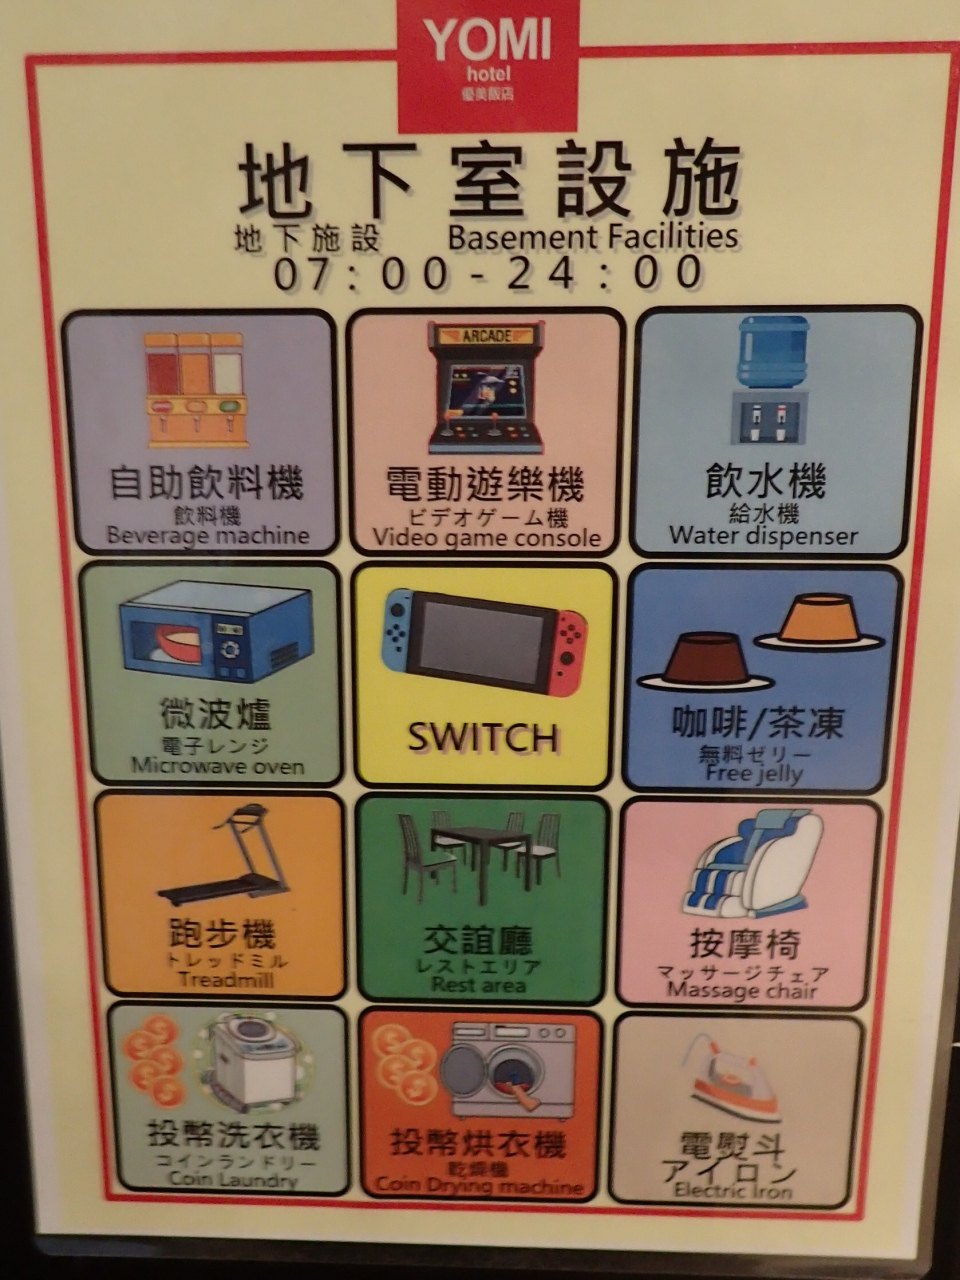 YOMI
hotel
優美飯店
地下室設施
地下施設 Basement Facilities
07:00-24:00
ARCADE
自助飲料機
飲料機
Beverage machine
電動遊樂機
ビデオゲーム機
Video game console
飲水機
給水機
Water dispenser
微波爐
電子レンジ
Microwave oven
SWITCH
咖啡/茶凍
無料ゼリー
Free jelly
跑步機
トレッドミル
Treadmill
交誼廳
レストエリア
Rest area
按摩椅
マッサージチェア
Massage chair
投幣洗衣機
コインランドリー
Coin Laundry
投幣烘衣機
乾燥機
Coin Drying machine
電熨斗
アイロン
Electric Iron